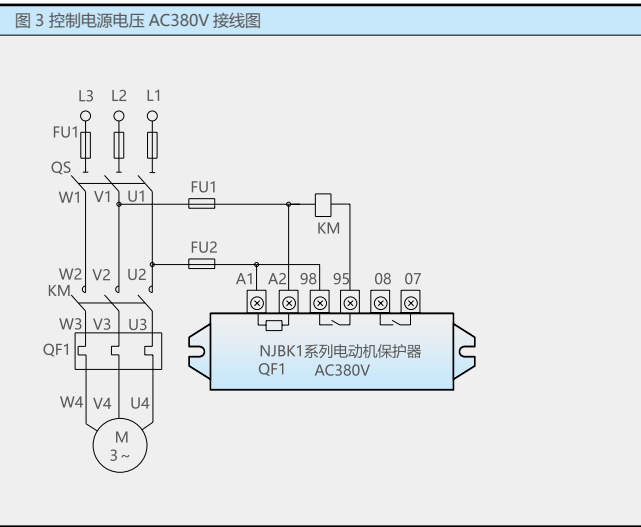 图 3 控制电源电压 AC380V 接线图
L3 L2 L1
FU1
QS
W1 V1 U1
FU1
KM
FU2
W2 V2 U2
KM
A1 A2 98 95 08 07
W3 V3 U3
QF1
NJBK1系列电动机保护器
QF1 AC380V
W4 V4 U4
M
3 ~